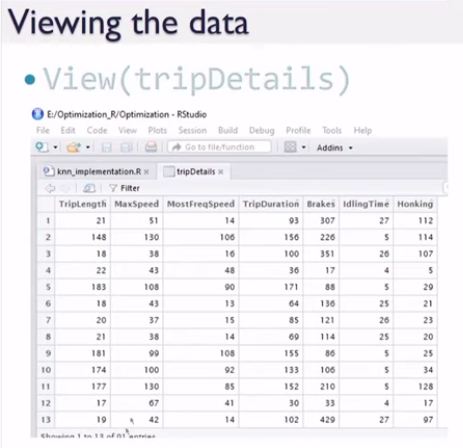 Viewing the data
• View(tripDetails)
E:/Optimization_R/Optimization - RStudio
File Edit Code View Plots Session Build Debug Profile Tools Help
Go to file/function Addins
knn_implementation.R × tripDetails ×
Filter
TripLength MaxSpeed MostFreqSpeed TripDuration Brakes IdlingTime Honking
1 21 51 14 93 307 27 112
2 148 130 106 156 226 5 114
3 18 38 16 100 351 26 107
4 22 43 48 36 17 4 5
5 183 108 90 171 88 5 29
6 18 43 13 64 136 25 21
7 20 37 15 85 121 26 23
8 21 38 14 69 114 25 20
9 181 99 108 155 86 5 25
10 174 100 92 133 106 5 34
11 177 130 85 152 210 5 128
12 17 67 41 30 33 4 17
13 19 42 14 102 429 27 97
Showing 1 to 13 of 91 entries